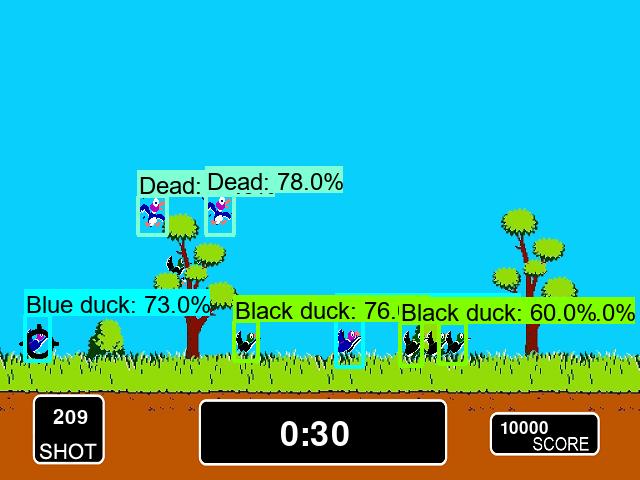 Dead:
Dead: 78.0%
Blue duck: 73.0%
Black duck: 76.
Black duck: 60.0%
.0%
209
SHOT
0:30
10000
SCORE